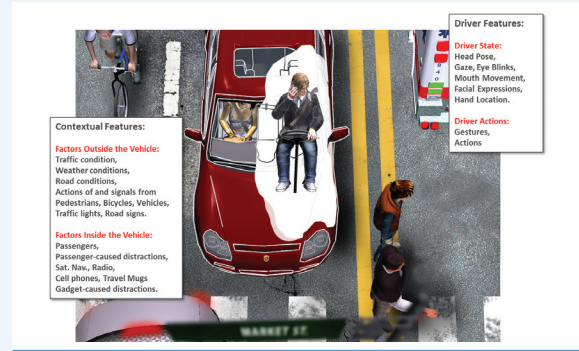 Contextual Features:
Factors Outside the Vehicle:
Traffic condition,
Weather conditions,
Road conditions,
Actions of and signals from
Pedestrians, Bicycles, Vehicles,
Traffic lights, Road signs.
Factors Inside the Vehicle:
Passengers,
Passenger-caused distractions,
Sat. Nav., Radio,
Cell phones, Travel Mugs
Gadget-caused distractions.
Driver Features:
Driver State:
Head Pose,
Gaze, Eye Blinks,
Mouth Movement,
Facial Expressions,
Hand Location.
Driver Actions:
Gestures,
Actions
MARKET ST.